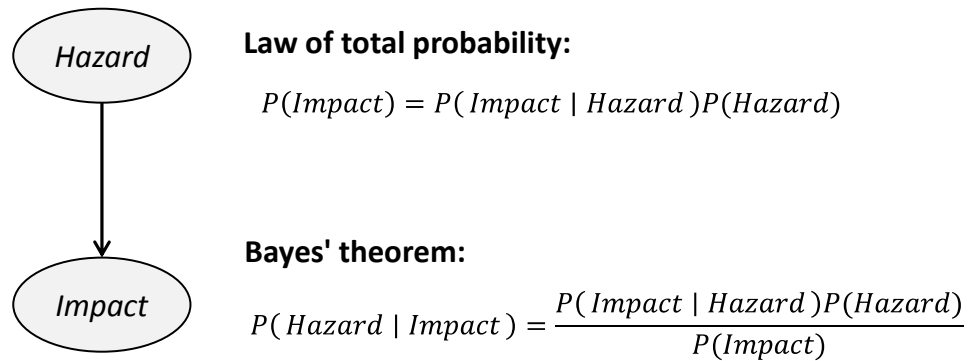 Hazard
Law of total probability:
P(Impact) = P( Impact | Hazard )P(Hazard)
Bayes' theorem:
Impact
P( Hazard | Impact ) = P( Impact | Hazard )P(Hazard)
P(Impact)